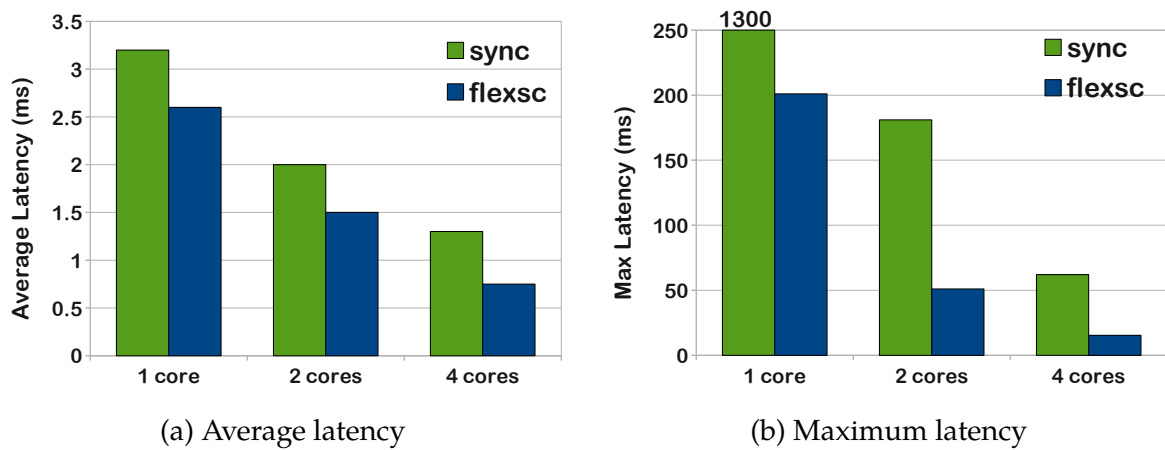 3.5
3
2.5
2
1.5
1
0.5
0
Average Latency (ms)
sync
flexsc
1 core
2 cores
4 cores
(a) Average latency
1300
250
200
150
100
50
0
Max Latency (ms)
sync
flexsc
1 core
2 cores
4 cores
(b) Maximum latency